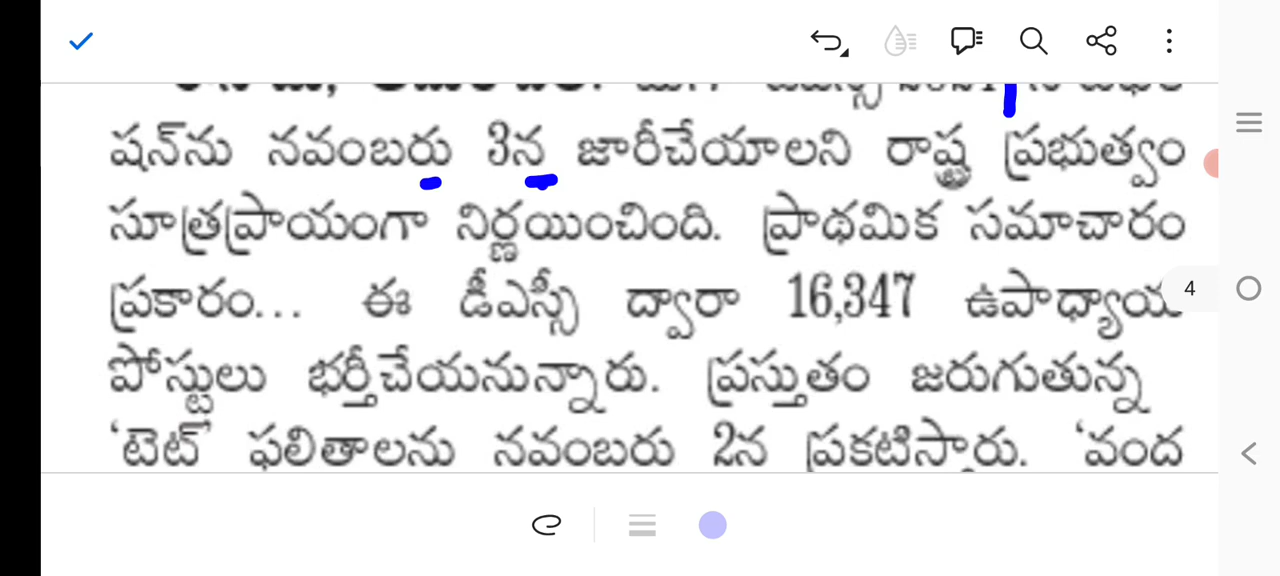 షన్‌ను నవంబరు 3న జారీచేయాలని రాష్ట్ర ప్రభుత్వం
సూత్రప్రాయంగా నిర్ణయించింది. ప్రాథమిక సమాచారం
ప్రకారం... ఈ డీఎస్సీ ద్వారా 16,347 ఉపాధ్యాయ
4
పోస్టులు భర్తీచేయనున్నారు. ప్రస్తుతం జరుగుతున్న
‘టెట్’ ఫలితాలను నవంబరు 2న ప్రకటిస్తారు. ‘వంద